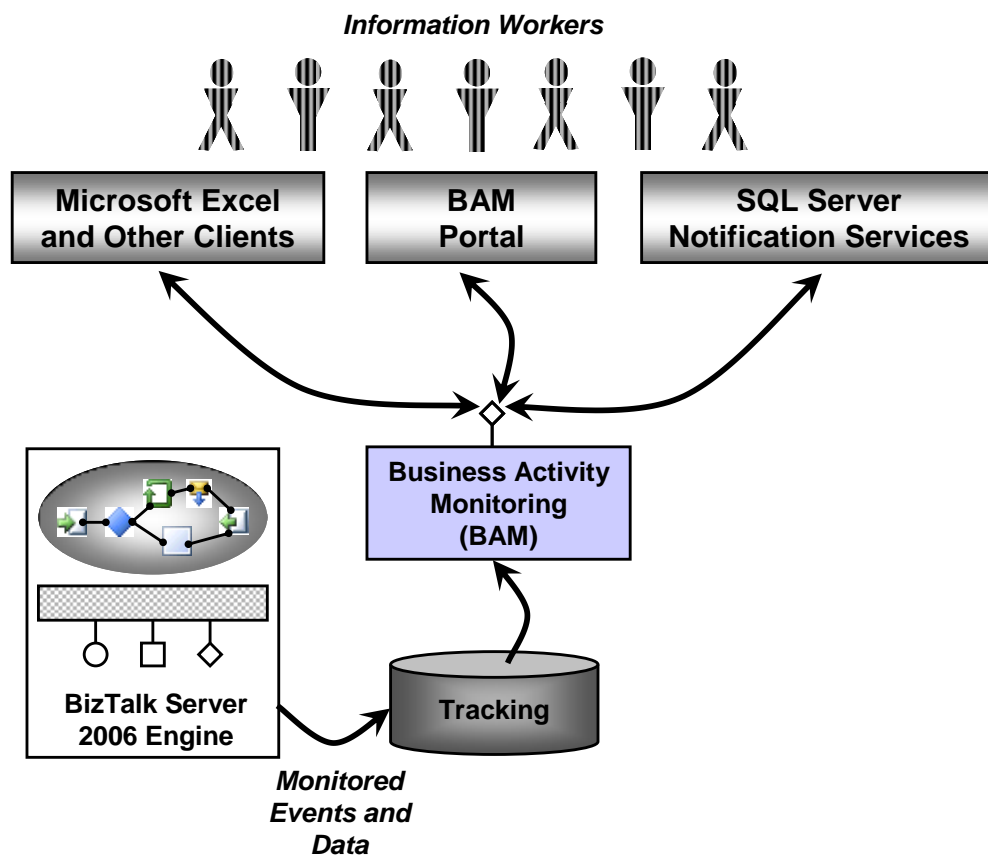 Information Workers
Microsoft Excel
and Other Clients
BAM
Portal
SQL Server
Notification Services
Business Activity
Monitoring
(BAM)
BizTalk Server
2006 Engine
Tracking
Monitored
Events and
Data